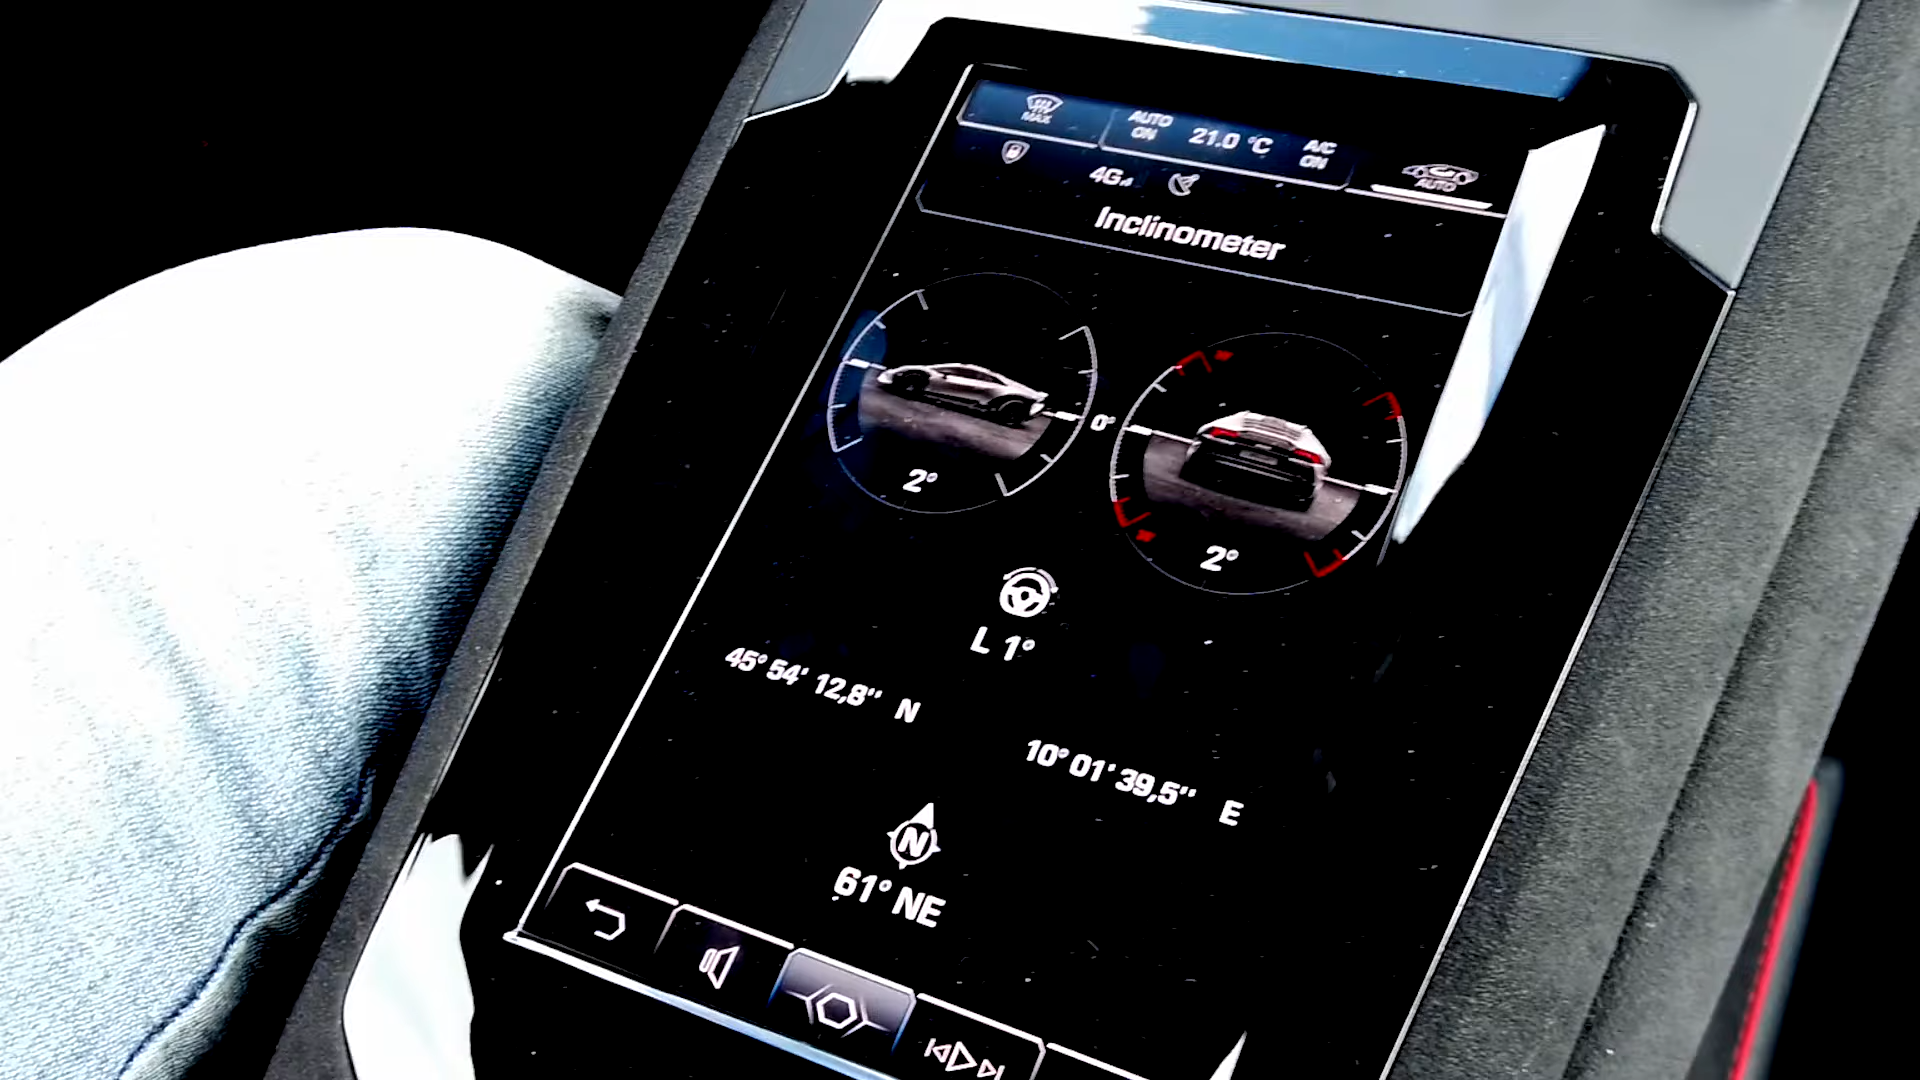 MAX
AUTO ON
21.0 °C
A/C ON
AUTO
4G
Inclinometer
0°
2°
2°
L 1°
45° 54' 12,8'' N
10° 01' 39,5'' E
N
61° NE